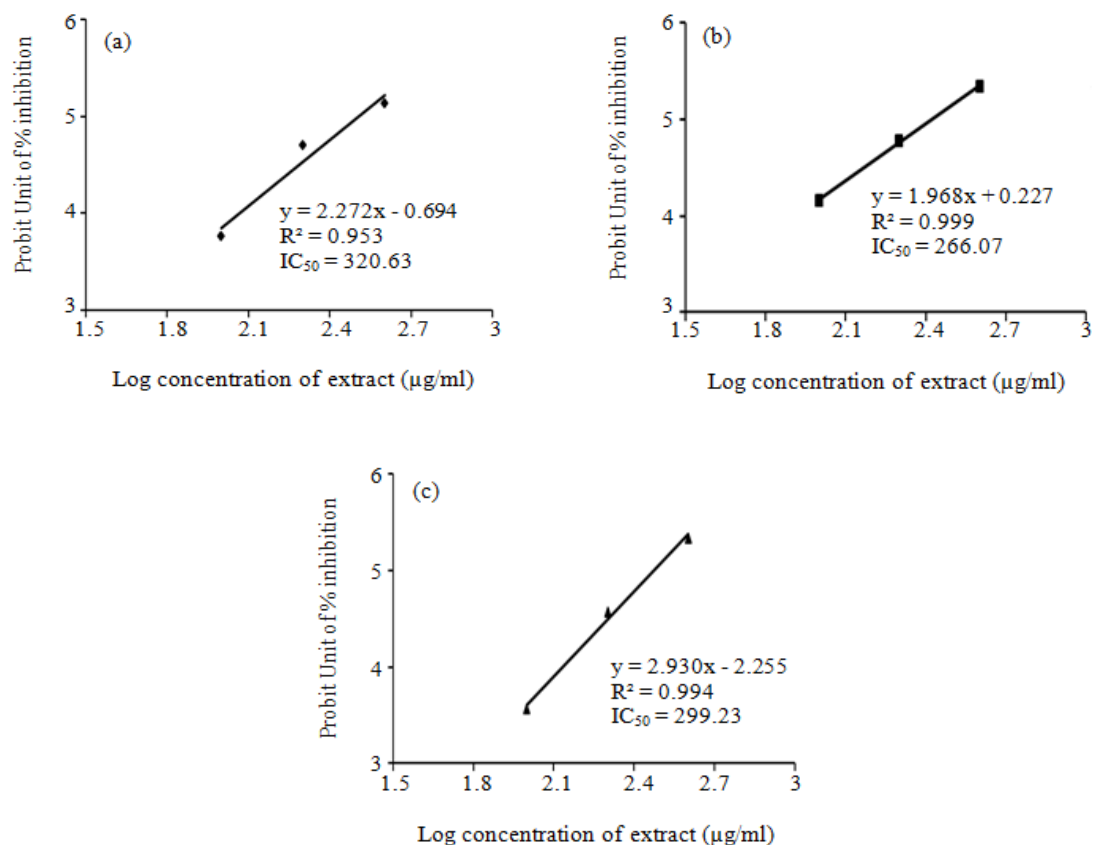 (a)
Probit Unit of % inhibition
6
5
4
3
y = 2.272x - 0.694
R² = 0.953
IC₅₀ = 320.63
1.5 1.8 2.1 2.4 2.7 3
Log concentration of extract (µg/ml)
(b)
Probit Unit of % inhibition
6
5
4
3
y = 1.968x + 0.227
R² = 0.999
IC₅₀ = 266.07
1.5 1.8 2.1 2.4 2.7 3
Log concentration of extract (µg/ml)
(c)
Probit Unit of % inhibition
6
5
4
3
y = 2.930x - 2.255
R² = 0.994
IC₅₀ = 299.23
1.5 1.8 2.1 2.4 2.7 3
Log concentration of extract (µg/ml)